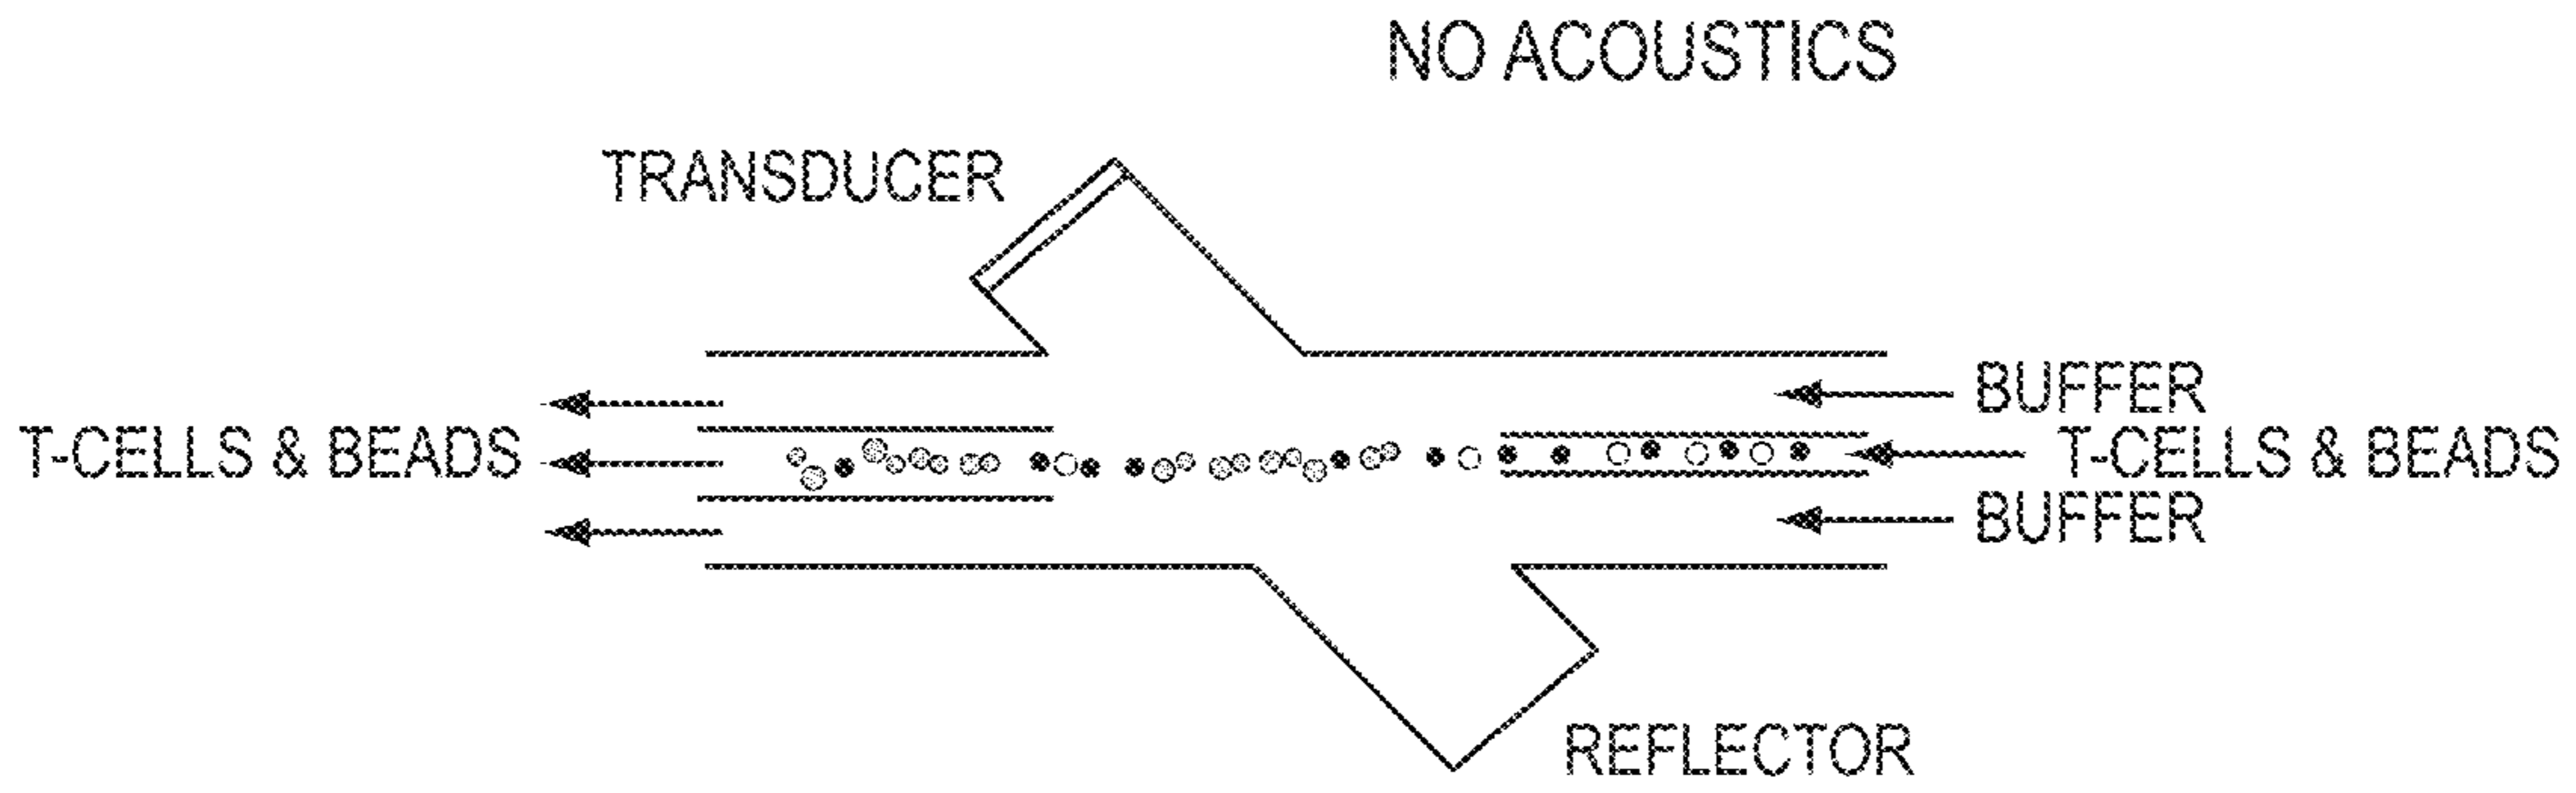 NO ACOUSTICS
TRANSDUCER
BUFFER
T-CELLS & BEADS
T-CELLS & BEADS
BUFFER
REFLECTOR